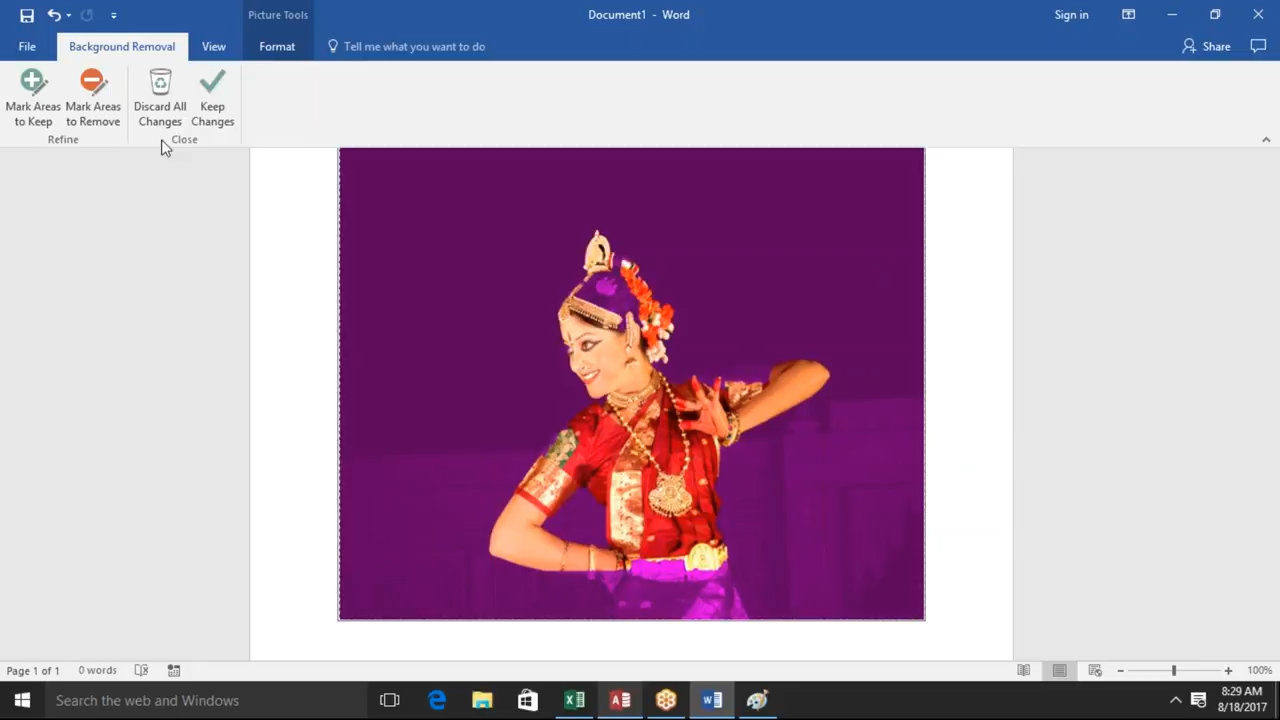 Picture Tools
Document1 - Word
Sign in
File
Background Removal
View
Format
Tell me what you want to do
Share
Mark Areas to Keep
Mark Areas to Remove
Discard All Changes
Keep Changes
Refine
Close
Page 1 of 1
0 words
100%
Search the web and Windows
8:29 AM
8/18/2017